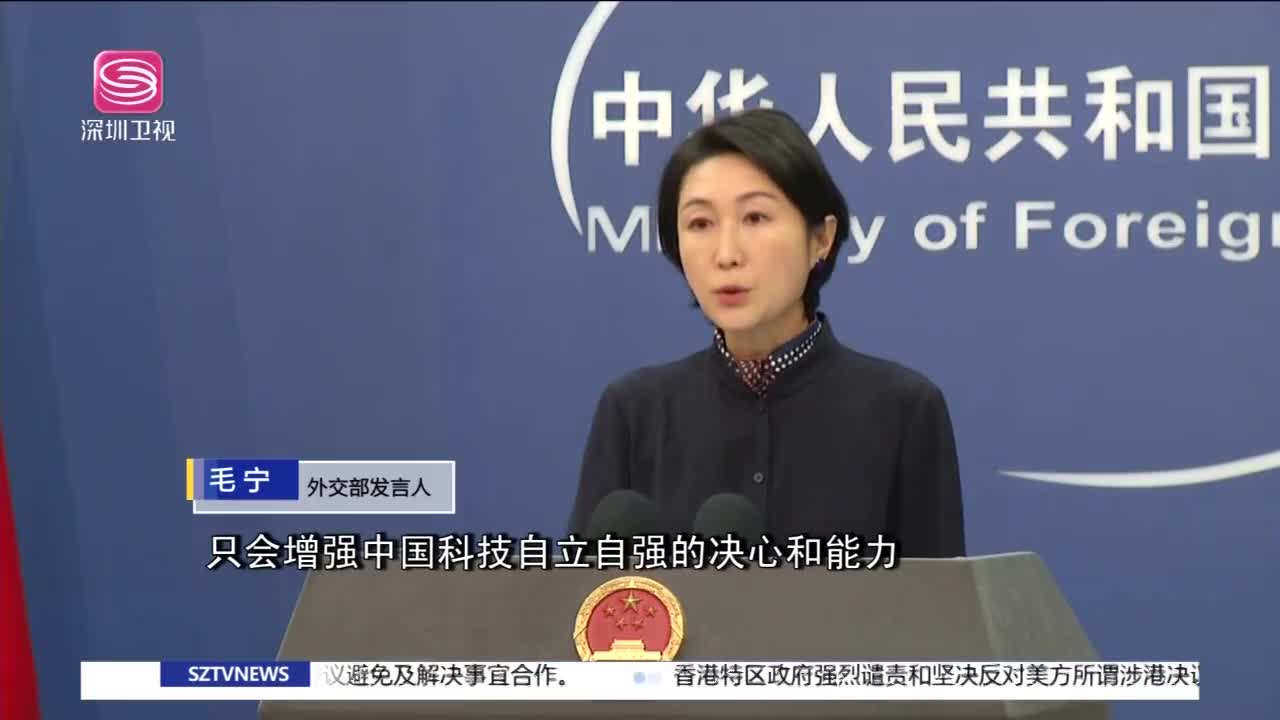 深圳卫视
中华人民共和国
of Foreign
毛宁
外交部发言人
只会增强中国科技自立自强的决心和能力
SZTVNEWS
议避免及解决事宜合作。
香港特区政府强烈谴责和坚决反对美方所谓涉港决议